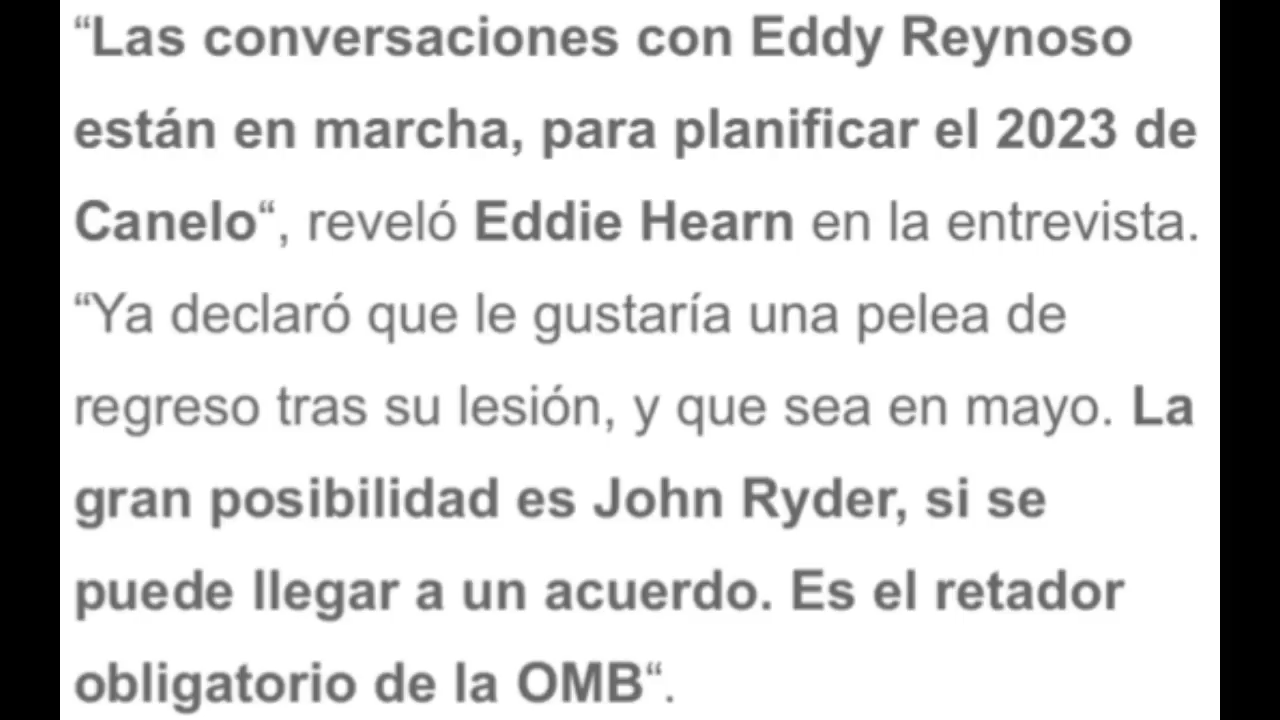 “Las conversaciones con Eddy Reynoso
están en marcha, para planificar el 2023 de
Canelo“, reveló Eddie Hearn en la entrevista.
“Ya declaró que le gustaría una pelea de
regreso tras su lesión, y que sea en mayo. La
gran posibilidad es John Ryder, si se
puede llegar a un acuerdo. Es el retador
obligatorio de la OMB“.